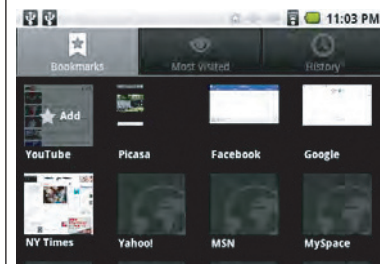 11:03 PM
Bookmarks Most Visited History
Add
YouTube Picasa Facebook Google
NY Times Yahoo! MSN MySpace